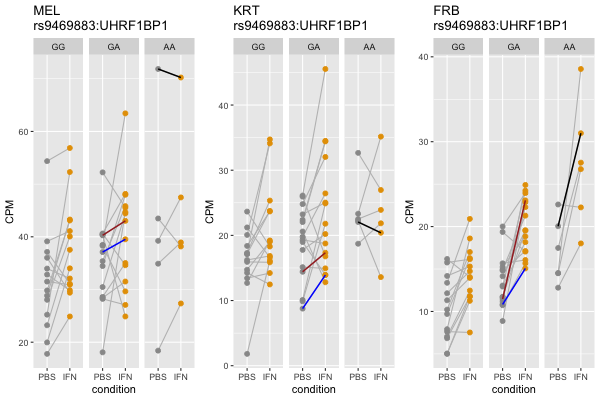 MEL
rs9469883:UHRF1BP1
GG GA AA
60
40
20
CPM
PBS IFN PBS IFN PBS IFN
condition
KRT
rs9469883:UHRF1BP1
GG GA AA
40
30
20
10
0
CPM
PBS IFN PBS IFN PBS IFN
condition
FRB
rs9469883:UHRF1BP1
GG GA AA
40
30
20
10
CPM
PBS IFN PBS IFN PBS IFN
condition